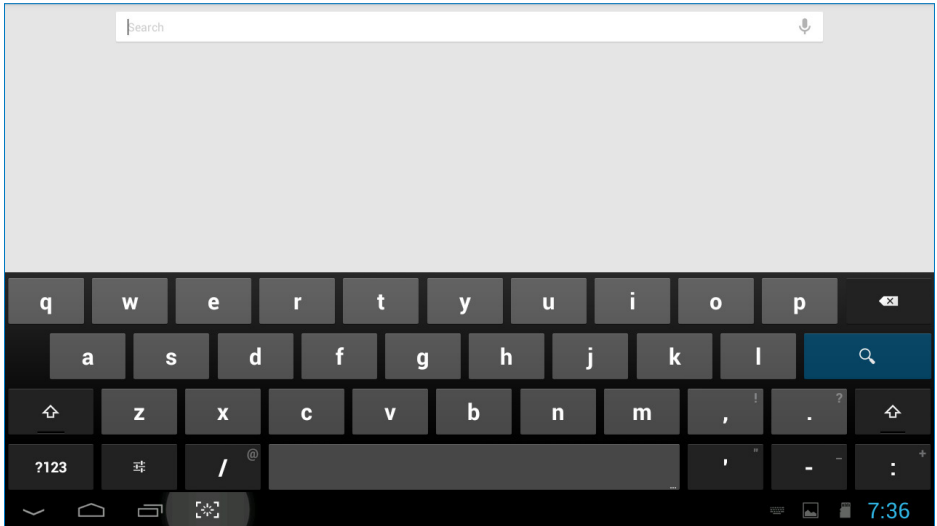 Search
q w e r t y u i o p
a s d f g h j k l
z x c v b n m , ! . ?
?123 / @ ... ' " - _ : +
7:36